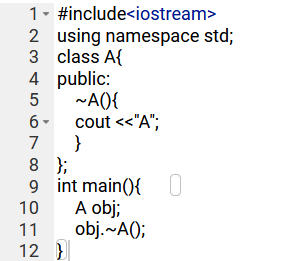 1 #include<iostream>
2 using namespace std;
3 class A{
4 public:
5 ~A(){
6 cout <<"A";
7 }
8 };
9 int main(){
10 A obj;
11 obj.~A();
12 }